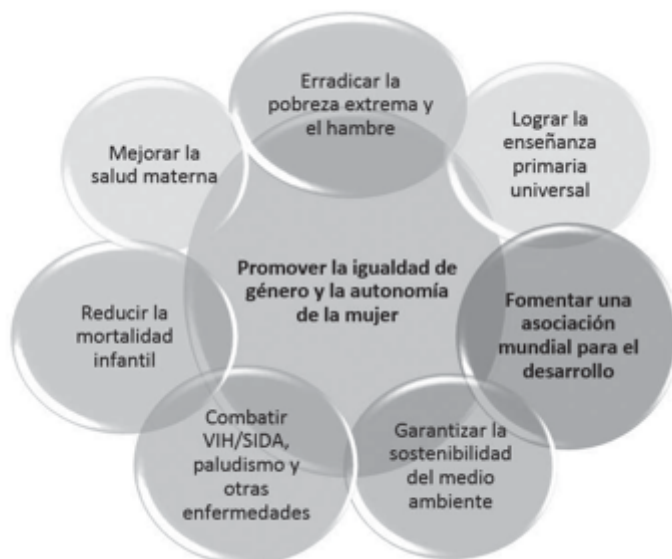 Erradicar la
pobreza extrema y
el hambre
Lograr la
enseñanza
primaria
universal
Mejorar la
salud materna
Promover la igualdad de
género y la autonomía
de la mujer
Fomentar una
asociación
mundial para el
desarrollo
Reducir la
mortalidad
infantil
Combatir
VIH/SIDA,
paludismo y
otras
enfermedades
Garantizar la
sostenibilidad
del medio
ambiente